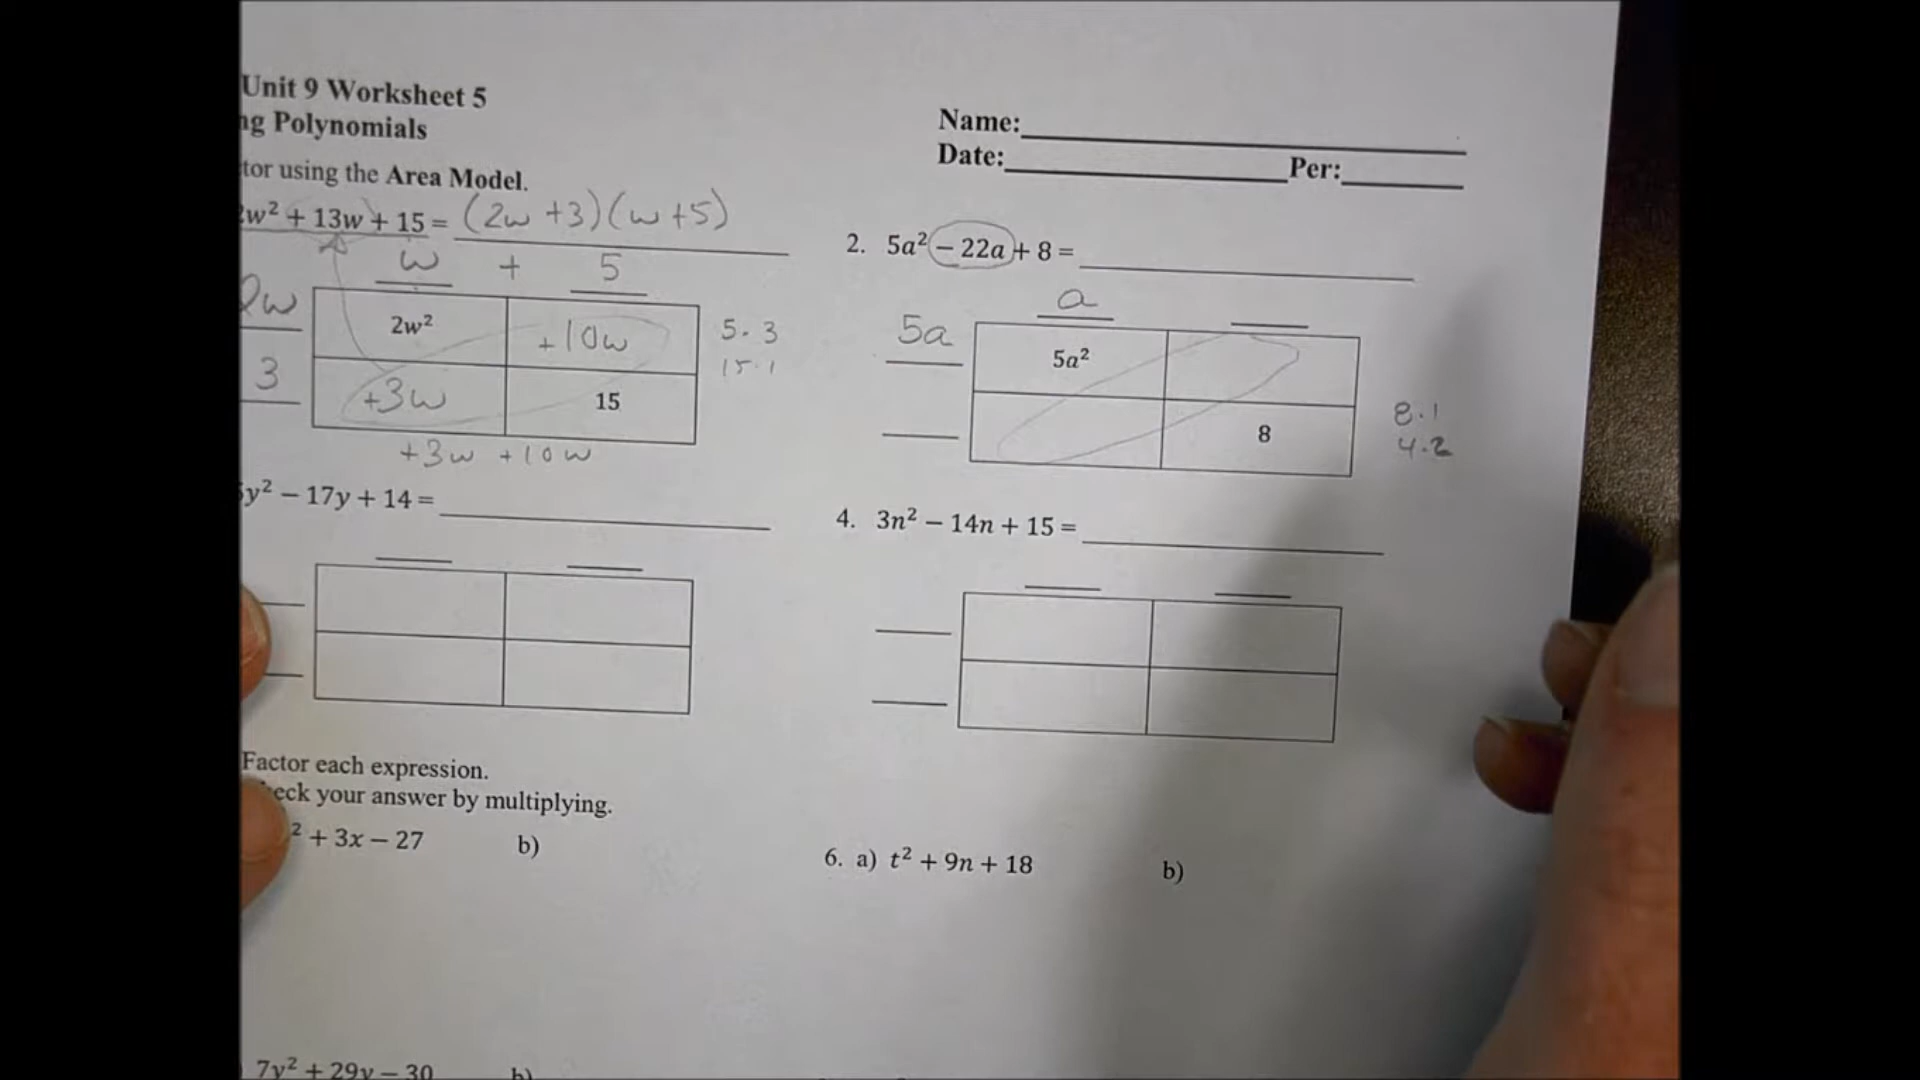 Unit 9 Worksheet 5
Polynomials
Name:
Date: Per:
using the Area Model.
w² + 13w + 15 = (2w + 3)(w + 5)
w + 5
2w
2w² +10w
3
+3w 15
5 · 3
15 · 1
+3w +10w
2. 5a² − 22a + 8 =
a
5a
5a²
8
8 · 1
4 · 2
y² − 17y + 14 =
4. 3n² − 14n + 15 =
Factor each expression.
your answer by multiplying.
² + 3x − 27 b)
6. a) t² + 9n + 18 b)
7y² + 29y − 30 b)